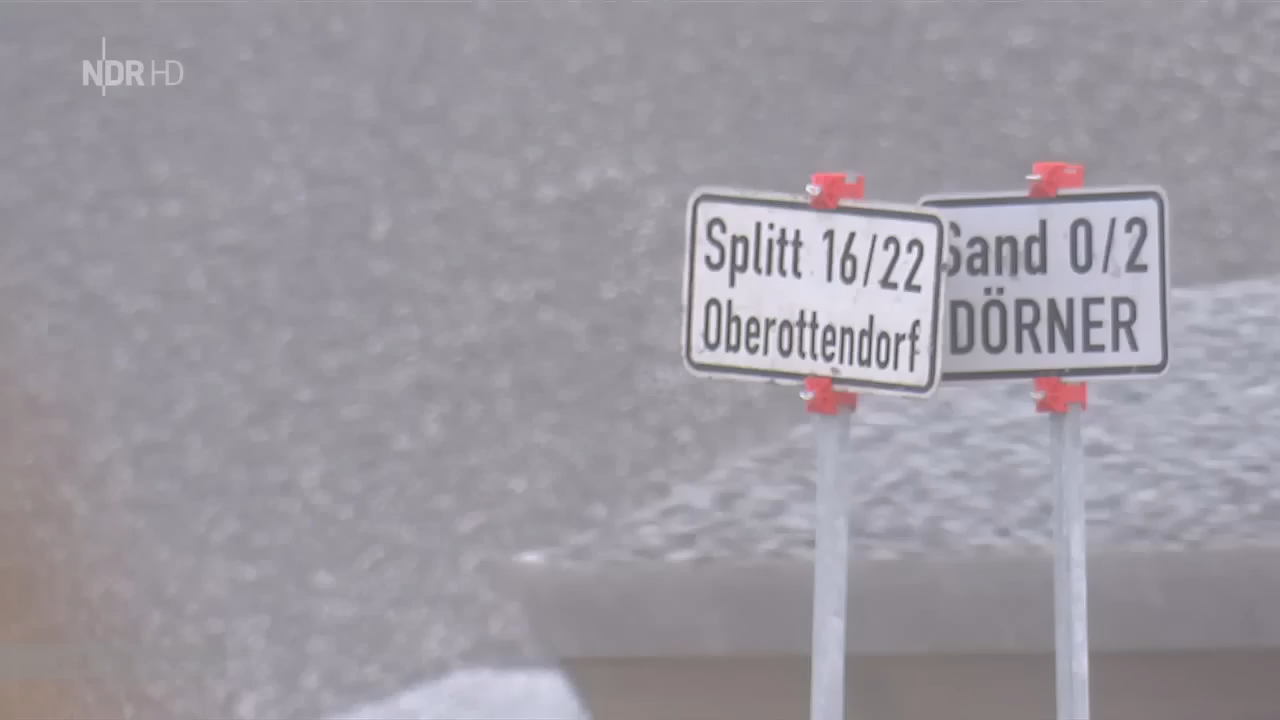 NDR HD
Splitt 16/22
Oberottendorf
Sand 0/2
DÖRNER